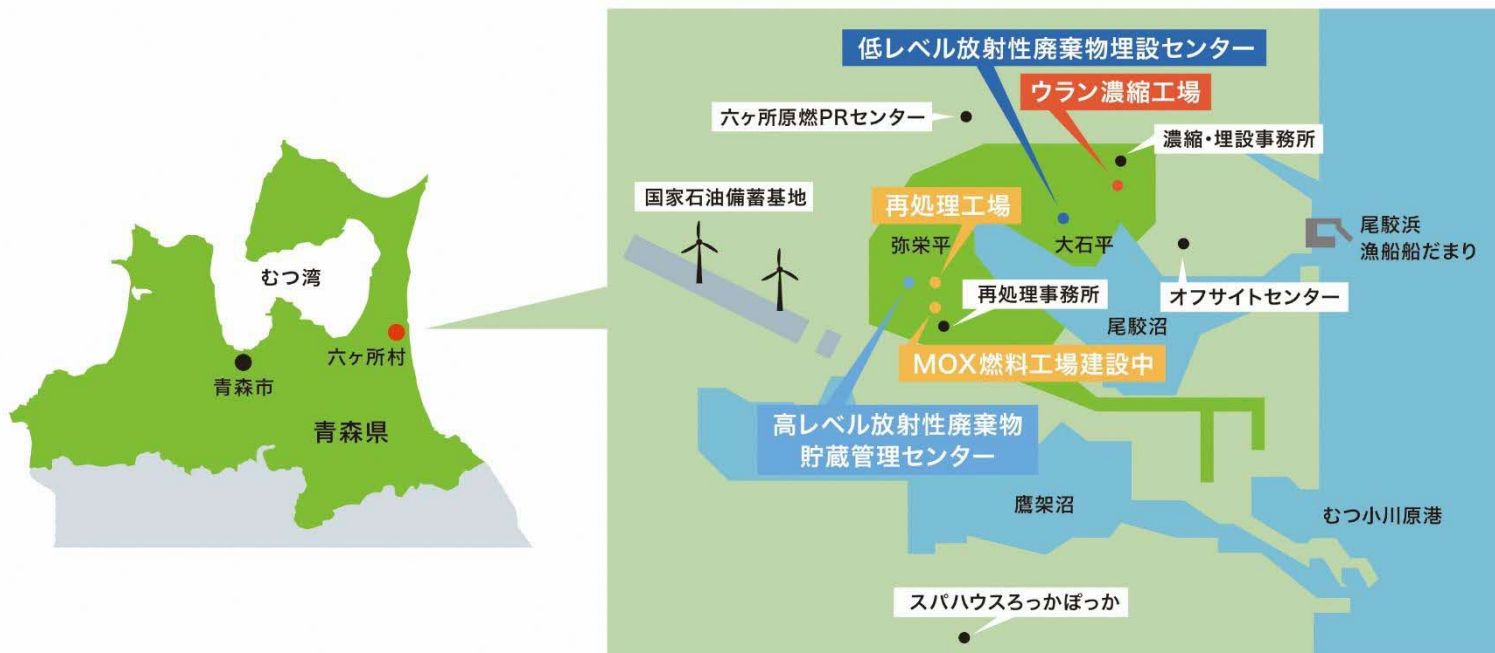 むつ湾
六ヶ所村
青森市
青森県
低レベル放射性廃棄物埋設センター
ウラン濃縮工場
六ヶ所原燃PRセンター
濃縮・埋設事務所
国家石油備蓄基地
再処理工場
弥栄平
大石平
尾駮浜
漁船船だまり
再処理事務所
オフサイトセンター
尾駮沼
MOX燃料工場建設中
高レベル放射性廃棄物
貯蔵管理センター
鷹架沼
むつ小川原港
スパハウスろっかぽっか